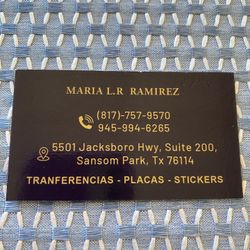 MARIA L.R RAMIREZ
(817)-757-9570
945-994-6265
5501 Jacksboro Hwy, Suite 200,
Sansom Park, Tx 76114
TRANFERENCIAS - PLACAS - STICKERS